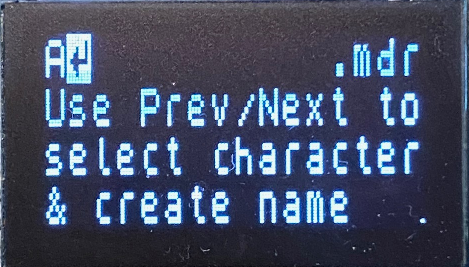 A↵ .mdr
Use Prev/Next to
select character
& create name .